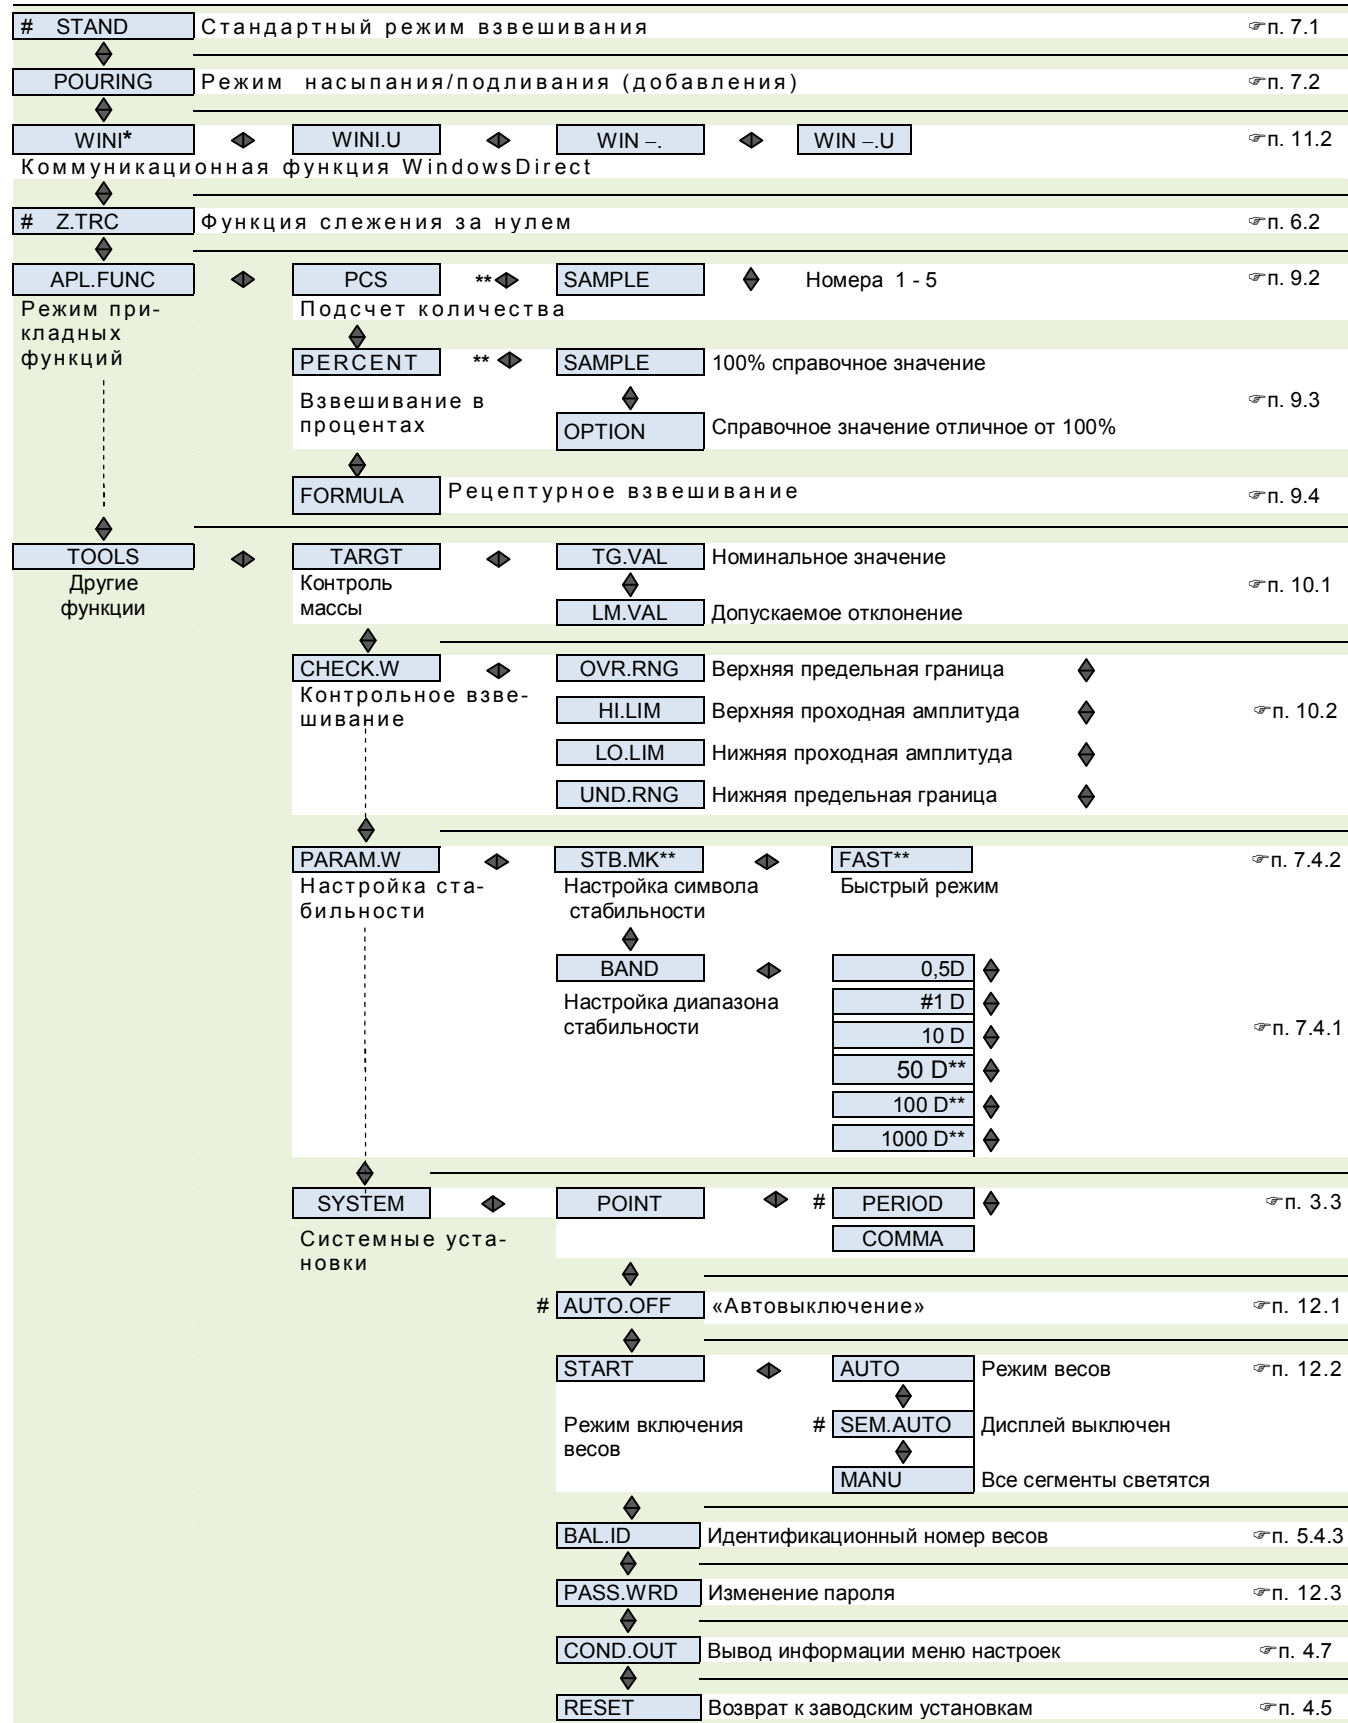 # STAND Стандартный режим взвешивания ☞п. 7.1
POURING Режим насыпания/подливания (добавления) ☞п. 7.2
WINI* WINI.U WIN –. WIN –.U ☞п. 11.2
Коммуникационная функция WindowsDirect
# Z.TRC Функция слежения за нулем ☞п. 6.2
APL.FUNC PCS ** SAMPLE Номера 1 - 5 ☞п. 9.2
Режим при- Подсчет количества
кладных
функций PERCENT ** SAMPLE 100% справочное значение
Взвешивание в ☞п. 9.3
процентах OPTION Справочное значение отличное от 100%
FORMULA Рецептурное взвешивание ☞п. 9.4
TOOLS TARGT TG.VAL Номинальное значение
Другие Контроль ☞п. 10.1
функции массы LM.VAL Допускаемое отклонение
CHECK.W OVR.RNG Верхняя предельная граница
Контрольное взве-
шивание HI.LIM Верхняя проходная амплитуда ☞п. 10.2
LO.LIM Нижняя проходная амплитуда
UND.RNG Нижняя предельная граница
PARAM.W STB.MK** FAST** ☞п. 7.4.2
Настройка ста- Настройка символа Быстрый режим
бильности стабильности
BAND 0,5D
Настройка диапазона #1 D
стабильности ☞п. 7.4.1
10 D
50 D**
100 D**
1000 D**
SYSTEM POINT # PERIOD ☞п. 3.3
Системные уста- COMMA
новки
# AUTO.OFF «Автовыключение» ☞п. 12.1
START AUTO Режим весов ☞п. 12.2
Режим включения # SEM.AUTO Дисплей выключен
весов
MANU Все сегменты светятся
BAL.ID Идентификационный номер весов ☞п. 5.4.3
PASS.WRD Изменение пароля ☞п. 12.3
COND.OUT Вывод информации меню настроек ☞п. 4.7
RESET Возврат к заводским установкам ☞п. 4.5